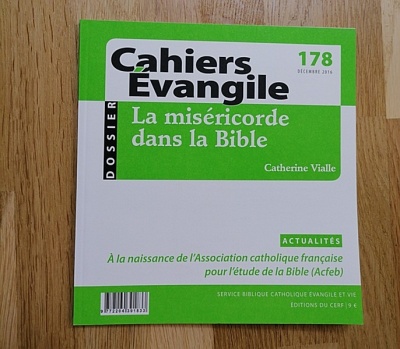 Cahiers
Évangile
178
DÉCEMBRE 2016
DOSSIER
La miséricorde
dans la Bible
Catherine Vialle
ACTUALITÉS
À la naissance de l'Association catholique française
pour l'étude de la Bible (Acfeb)
SERVICE BIBLIQUE CATHOLIQUE ÉVANGILE ET VIE
ÉDITIONS DU CERF | 9 €